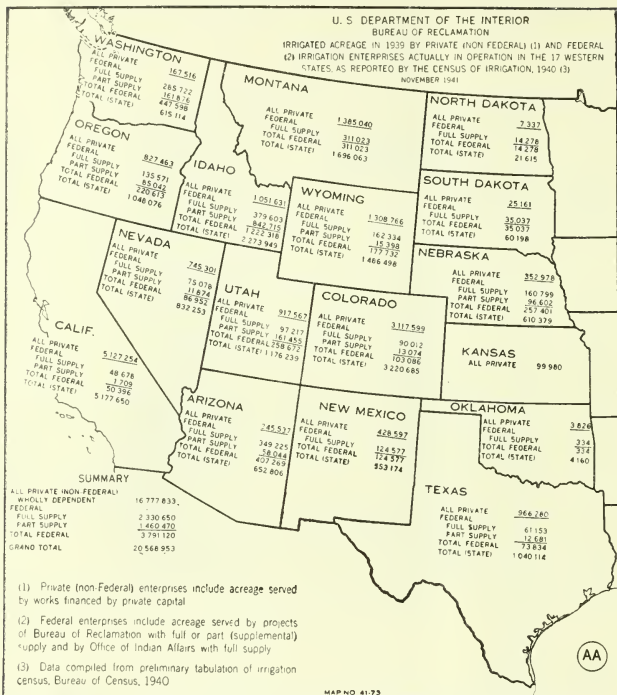 U. S. DEPARTMENT OF THE INTERIOR
BUREAU OF RECLAMATION
IRRIGATED ACREAGE IN 1939 BY PRIVATE (NON FEDERAL) (1) AND FEDERAL
(2) IRRIGATION ENTERPRISES ACTUALLY IN OPERATION IN THE 17 WESTERN
STATES, AS REPORTED BY THE CENSUS OF IRRIGATION, 1940 (3)
NOVEMBER 1941
WASHINGTON
ALL PRIVATE 167 516
FEDERAL
FULL SUPPLY 285 722
PART SUPPLY 161 876
TOTAL FEDERAL 447 598
TOTAL (STATE) 615 114
MONTANA
ALL PRIVATE 1 385 040
FEDERAL
FULL SUPPLY 311 023
TOTAL FEDERAL 311 023
TOTAL (STATE) 1 696 063
NORTH DAKOTA
ALL PRIVATE 7 337
FEDERAL
FULL SUPPLY 14 278
TOTAL FEDERAL 14 278
TOTAL (STATE) 21 615
OREGON
ALL PRIVATE 827 463
FEDERAL
FULL SUPPLY 135 571
PART SUPPLY 85 042
TOTAL FEDERAL 220 613
TOTAL (STATE) 1 048 076
IDAHO
ALL PRIVATE 1 051 631
FEDERAL
FULL SUPPLY 379 603
PART SUPPLY 842 715
TOTAL FEDERAL 1 222 318
TOTAL (STATE) 2 273 949
WYOMING
ALL PRIVATE 1 308 766
FEDERAL
FULL SUPPLY 162 334
PART SUPPLY 15 398
TOTAL FEDERAL 177 732
TOTAL (STATE) 1 486 498
SOUTH DAKOTA
ALL PRIVATE 25 161
FEDERAL
FULL SUPPLY 35 037
TOTAL FEDERAL 35 037
TOTAL (STATE) 60 198
NEBRASKA
ALL PRIVATE 352 978
FEDERAL
FULL SUPPLY 160 799
PART SUPPLY 96 602
TOTAL FEDERAL 257 401
TOTAL (STATE) 610 379
NEVADA
ALL PRIVATE 745 301
FEDERAL
FULL SUPPLY 75 078
PART SUPPLY 11 874
TOTAL FEDERAL 86 952
TOTAL (STATE) 832 253
UTAH
ALL PRIVATE 917 567
FEDERAL
FULL SUPPLY 97 217
PART SUPPLY 161 455
TOTAL FEDERAL 258 672
TOTAL (STATE) 1 176 239
COLORADO
ALL PRIVATE 3 117 599
FEDERAL
FULL SUPPLY 90 012
PART SUPPLY 13 074
TOTAL FEDERAL 103 086
TOTAL (STATE) 3 220 685
KANSAS
ALL PRIVATE 99 980
CALIF.
ALL PRIVATE 5 127 254
FEDERAL
FULL SUPPLY 48 678
PART SUPPLY 1 709
TOTAL FEDERAL 50 396
TOTAL (STATE) 5 177 650
ARIZONA
ALL PRIVATE 245 537
FEDERAL
FULL SUPPLY 349 225
PART SUPPLY 58 044
TOTAL FEDERAL 407 269
TOTAL (STATE) 652 806
NEW MEXICO
ALL PRIVATE 428 597
FEDERAL
FULL SUPPLY 124 577
TOTAL FEDERAL 124 577
TOTAL (STATE) 553 174
OKLAHOMA
ALL PRIVATE 3 826
FEDERAL
FULL SUPPLY 334
TOTAL FEDERAL 334
TOTAL (STATE) 4 160
TEXAS
ALL PRIVATE 966 280
FEDERAL
FULL SUPPLY 61 153
PART SUPPLY 12 681
TOTAL FEDERAL 73 834
TOTAL (STATE) 1 040 114
SUMMARY
ALL PRIVATE (NON-FEDERAL)
WHOLLY DEPENDENT 16 777 833
FEDERAL
FULL SUPPLY 2 330 650
PART SUPPLY 1 460 470
TOTAL FEDERAL 3 791 120
GRAND TOTAL 20 568 953
(1) Private (non-Federal) enterprises include acreage served
by works financed by private capital
(2) Federal enterprises include acreage served by projects
of Bureau of Reclamation with full or part (supplemental)
supply and by Office of Indian Affairs with full supply
(3) Data compiled from preliminary tabulation of irrigation
census, Bureau of Census, 1940
AA
MAP NO 41-73